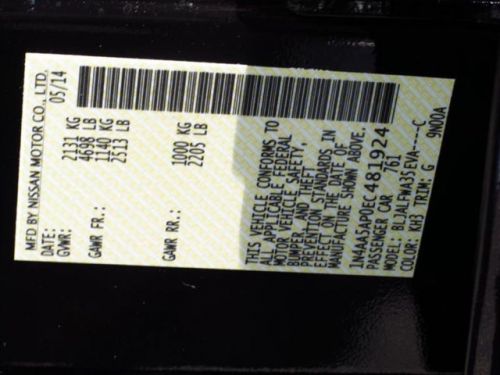 MFD BY NISSAN MOTOR CO., LTD.
DATE: 05/14
GVWR: 2131 KG
4698 LB
GAWR FR.: 1140 KG
2513 LB
GAWR RR.: 1000 KG
2205 LB
THIS VEHICLE CONFORMS TO
ALL APPLICABLE FEDERAL
MOTOR VEHICLE SAFETY,
BUMPER, AND THEFT
PREVENTION STANDARDS IN
EFFECT ON THE DATE OF
MANUFACTURE SHOWN ABOVE.
1N4AA5AP0EC481924
PASSENGER CAR 761
MODEL: BLJALFWA35EVA----C
COLOR: KH3 TRIM: G 9N00A